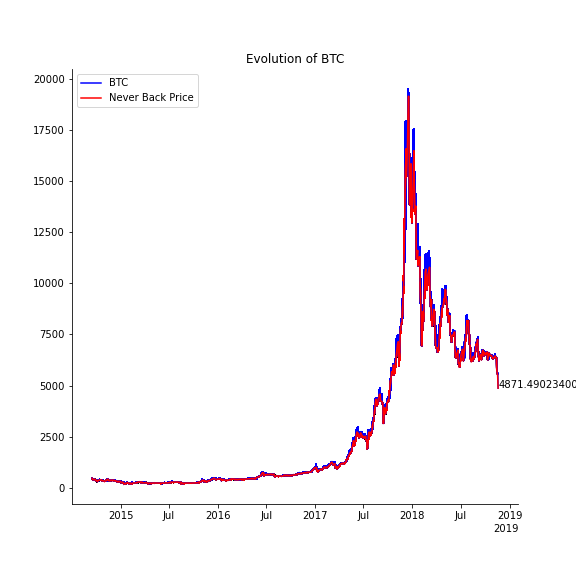 Evolution of BTC
BTC
Never Back Price
20000
17500
15000
12500
10000
7500
5000
2500
0
4871.49023400
2015
Jul
2016
Jul
2017
Jul
2018
Jul
2019
2019